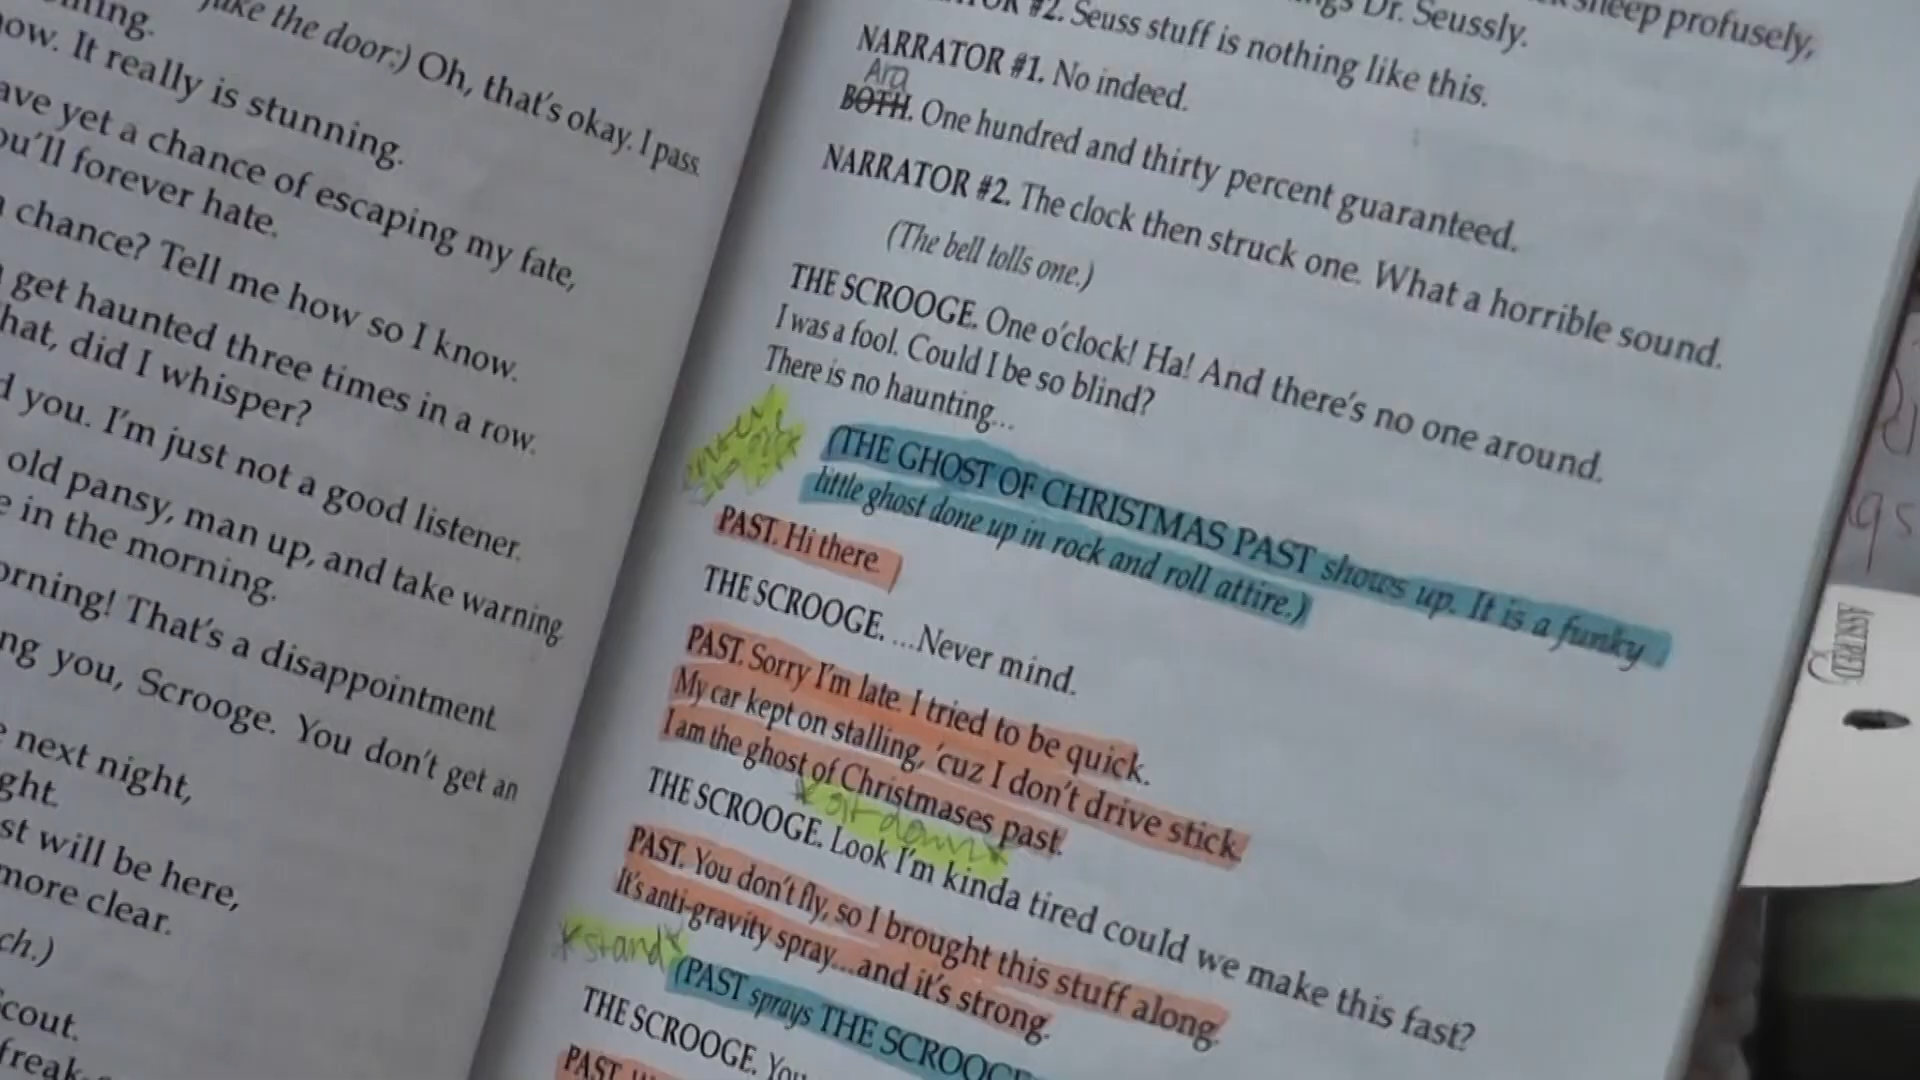 ning.
ow. It really is stunning.
the door:) Oh, that's okay. I pass.
ave yet a chance of escaping my fate,
ou'll forever hate.
chance? Tell me how so I know.
get haunted three times in a row.
hat, did I whisper?
d you. I'm just not a good listener.
old pansy, man up, and take warning
e in the morning.
orning! That's a disappointment.
ng you, Scrooge. You don't get an
e next night,
ght.
st will be here,
more clear.
ch.)
cout.
freak-
sheep profusely,
ngs Dr. Seussly.
#2. Seuss stuff is nothing like this.
NARRATOR #1. No indeed.
BOTH. One hundred and thirty percent guaranteed.
NARRATOR #2. The clock then struck one. What a horrible sound.
(The bell tolls one.)
THE SCROOGE. One o'clock! Ha! And there's no one around.
I was a fool. Could I be so blind?
There is no haunting...
(THE GHOST OF CHRISTMAS PAST shows up. It is a funky
little ghost done up in rock and roll attire.)
PAST. Hi there.
THE SCROOGE. ...Never mind.
PAST. Sorry I'm late. I tried to be quick.
My car kept on stalling, 'cuz I don't drive stick.
I am the ghost of Christmases past.
*sit down*
THE SCROOGE. Look I'm kinda tired could we make this fast?
PAST. You don't fly, so I brought this stuff along.
It's anti-gravity spray...and it's strong.
*stand*
(PAST sprays THE SCROOGE
THE SCROOGE. You
PAST.